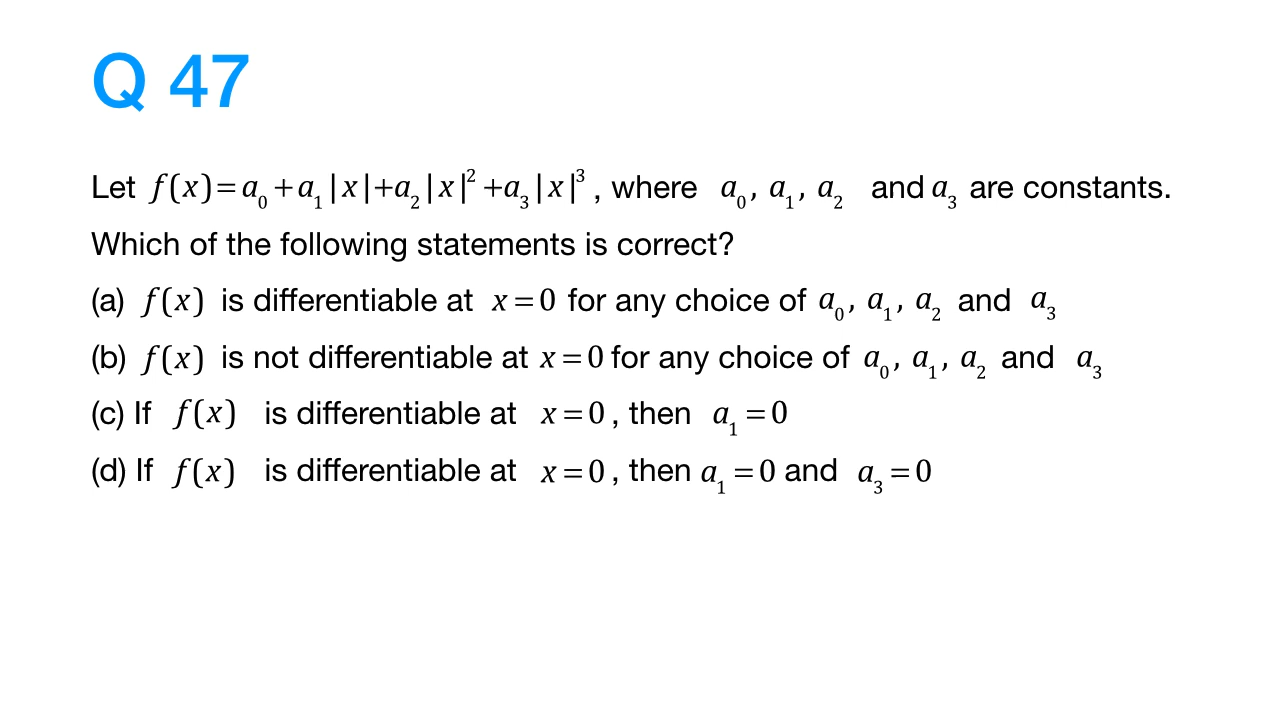 Q 47
Let f(x)=a₀+a₁|x|+a₂|x|²+a₃|x|³, where a₀, a₁, a₂ and a₃ are constants.
Which of the following statements is correct?
(a) f(x) is differentiable at x=0 for any choice of a₀, a₁, a₂ and a₃
(b) f(x) is not differentiable at x=0 for any choice of a₀, a₁, a₂ and a₃
(c) If f(x) is differentiable at x=0, then a₁=0
(d) If f(x) is differentiable at x=0, then a₁=0 and a₃=0